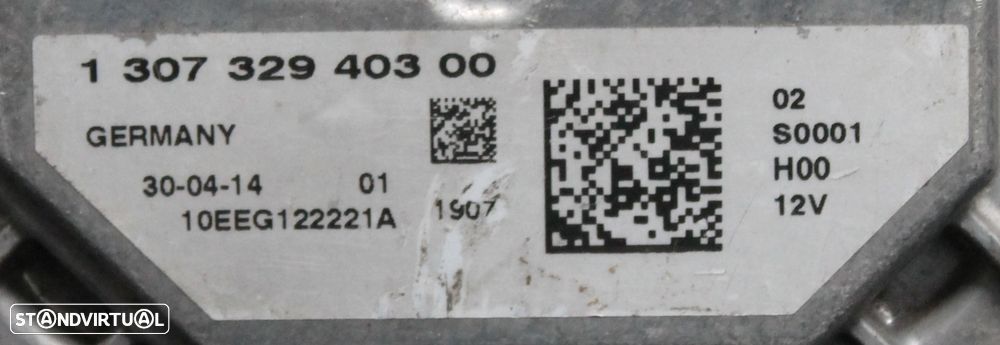 1 307 329 403 00
GERMANY
30-04-14 01
10EEG122221A 1907
02
S0001
H00
12V
STANDVIRTUAL